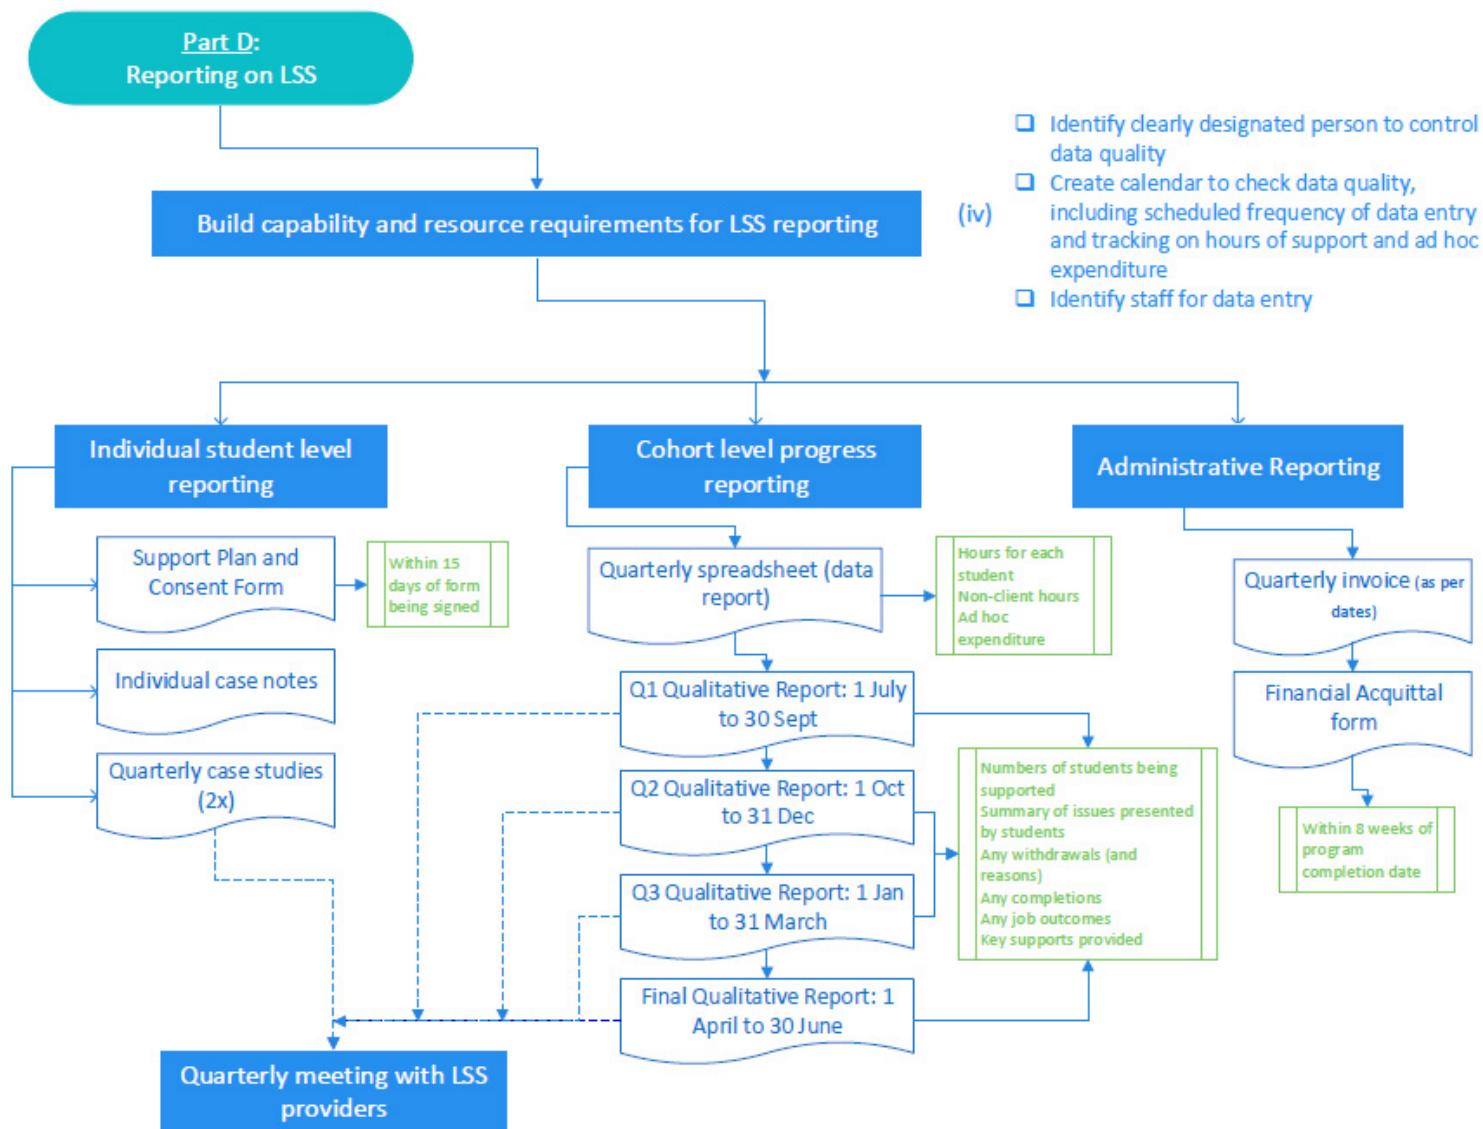 Part D:
Reporting on LSS
Build capability and resource requirements for LSS reporting
(iv)
Identify clearly designated person to control
data quality
Create calendar to check data quality,
including scheduled frequency of data entry
and tracking on hours of support and ad hoc
expenditure
Identify staff for data entry
Individual student level
reporting
Cohort level progress
reporting
Administrative Reporting
Support Plan and
Consent Form
Within 15
days of form
being signed
Individual case notes
Quarterly case studies
(2x)
Quarterly spreadsheet (data
report)
Hours for each
student
Non-client hours
Ad hoc
expenditure
Q1 Qualitative Report: 1 July
to 30 Sept
Q2 Qualitative Report: 1 Oct
to 31 Dec
Q3 Qualitative Report: 1 Jan
to 31 March
Final Qualitative Report: 1
April to 30 June
Numbers of students being
supported
Summary of issues presented
by students
Any withdrawals (and
reasons)
Any completions
Any job outcomes
Key supports provided
Quarterly invoice (as per
dates)
Financial Acquittal
form
Within 8 weeks of
program
completion date
Quarterly meeting with LSS
providers